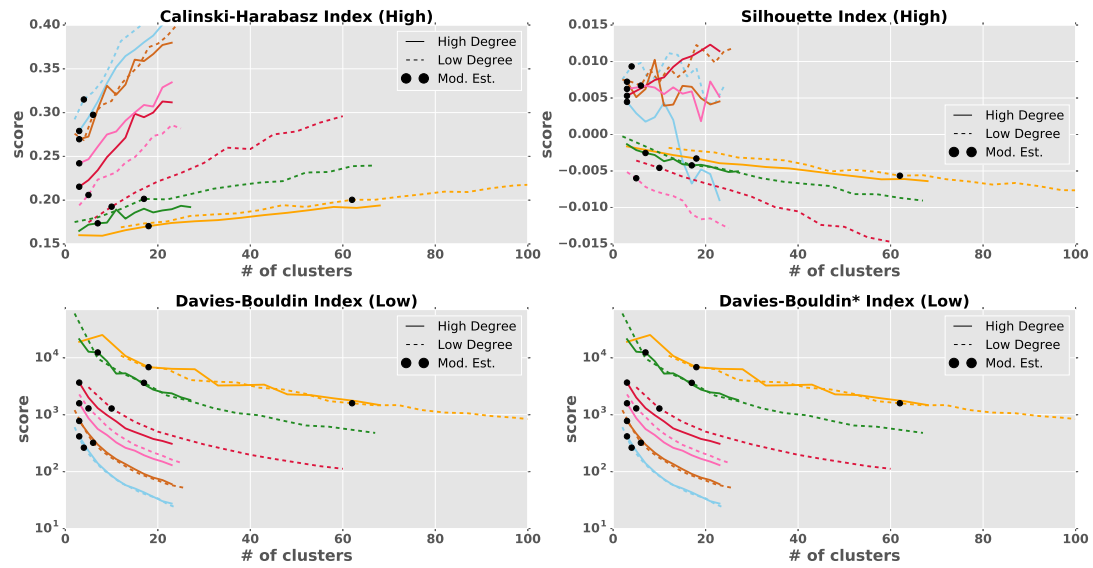 Calinski-Harabasz Index (High)
0.40
0.35
0.30
0.25
0.20
0.15
score
High Degree
Low Degree
Mod. Est.
0 20 40 60 80 100
# of clusters
Silhouette Index (High)
0.015
0.010
0.005
0.000
−0.005
−0.010
−0.015
score
High Degree
Low Degree
Mod. Est.
0 20 40 60 80 100
# of clusters
Davies-Bouldin Index (Low)
10⁴
10³
10²
10¹
score
High Degree
Low Degree
Mod. Est.
0 20 40 60 80 100
# of clusters
Davies-Bouldin* Index (Low)
10⁴
10³
10²
10¹
score
High Degree
Low Degree
Mod. Est.
0 20 40 60 80 100
# of clusters